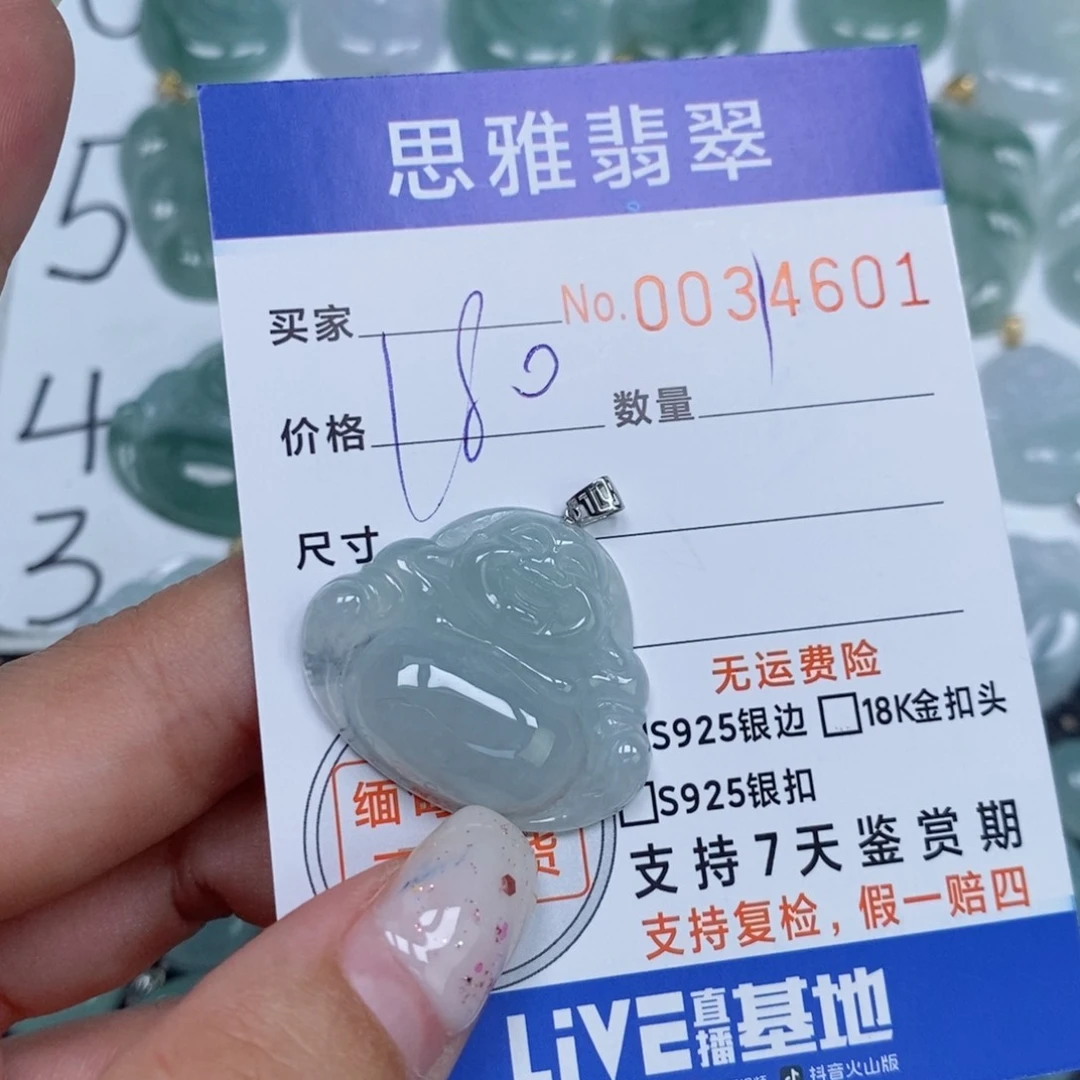 思雅翡翠
买家 No.0034601
价格 180 数量 1
尺寸
无运费险
S925银边 □18K金扣头
□S925银扣
缅
货
支持7天鉴赏期
支持复检，假一赔四
LiVE直播基地
抖音火山版
5
4
3